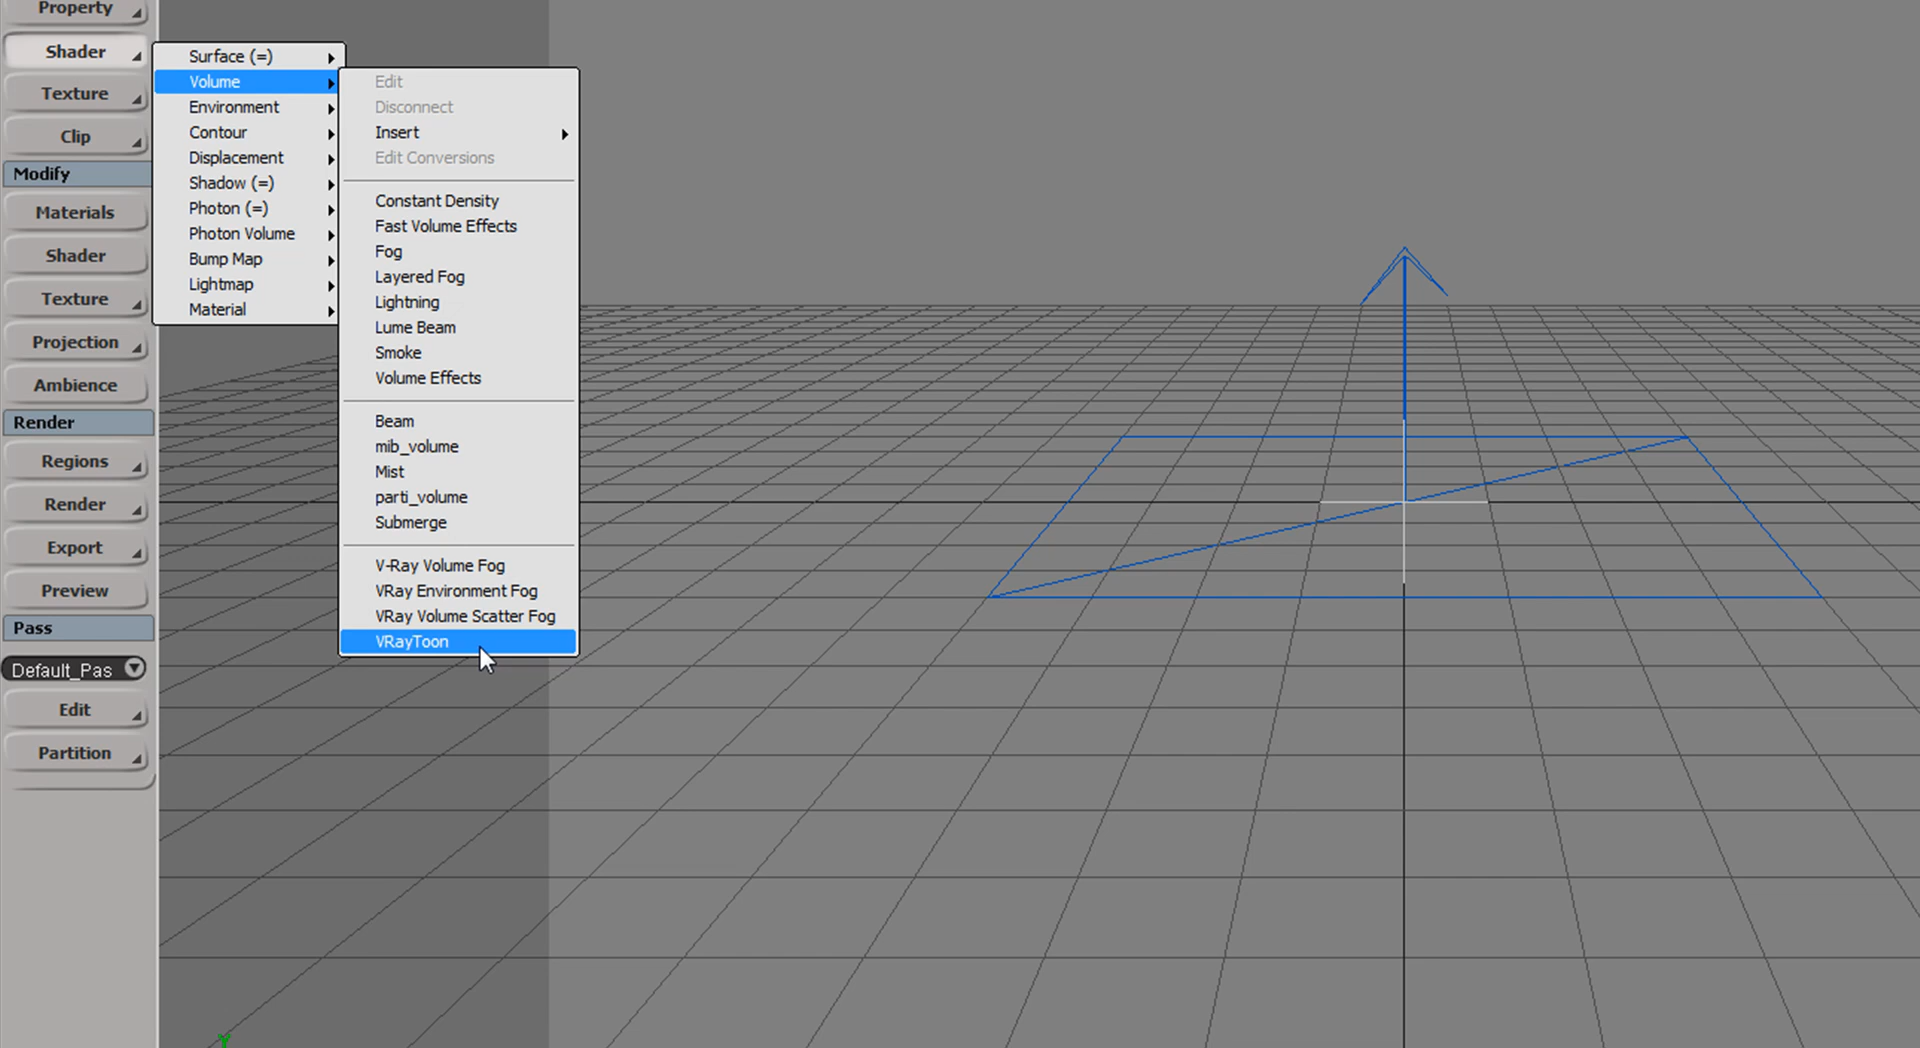 Property
Shader
Texture
Clip
Modify
Materials
Shader
Texture
Projection
Ambience
Render
Regions
Render
Export
Preview
Pass
Default_Pas
Edit
Partition
Surface (=)
Volume
Environment
Contour
Displacement
Shadow (=)
Photon (=)
Photon Volume
Bump Map
Lightmap
Material
Edit
Disconnect
Insert
Edit Conversions
Constant Density
Fast Volume Effects
Fog
Layered Fog
Lightning
Lume Beam
Smoke
Volume Effects
Beam
mib_volume
Mist
parti_volume
Submerge
V-Ray Volume Fog
VRay Environment Fog
VRay Volume Scatter Fog
VRayToon
Y